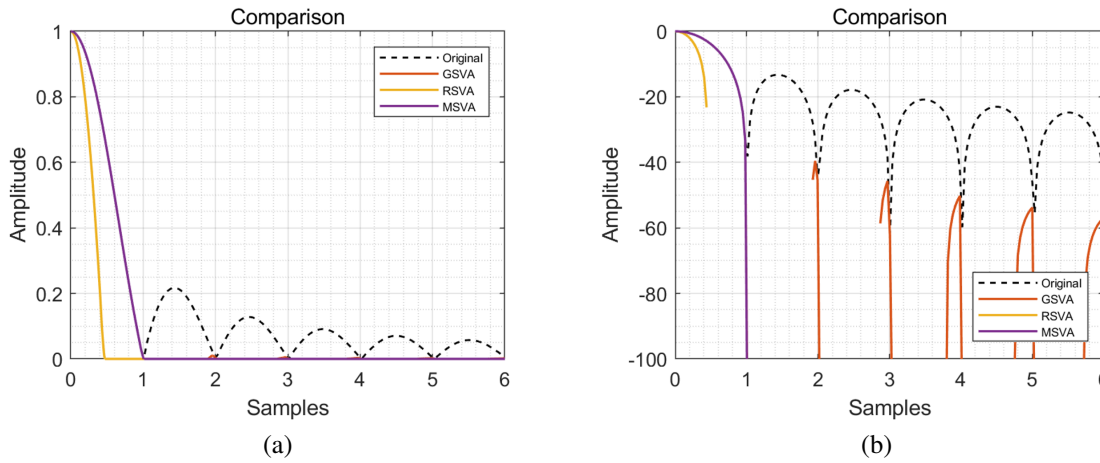 Comparison
1
0.8
0.6
0.4
0.2
0
Amplitude
Original
GSVA
RSVA
MSVA
0 1 2 3 4 5 6
Samples
(a)
Comparison
0
-20
-40
-60
-80
-100
Amplitude
Original
GSVA
RSVA
MSVA
0 1 2 3 4 5 6
Samples
(b)